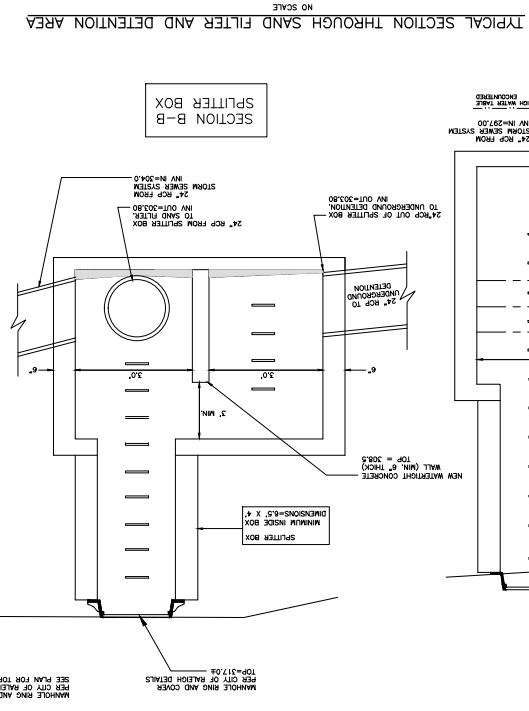 MANHOLE RING AND COVER
PER CITY OF RALEIGH DETAILS
TOP=317.0±
MANHOLE RING AND
PER CITY OF RALEI
SEE PLAN FOR TOP
SPLITTER BOX
MINIMUM INSIDE BOX
DIMENSIONS=6.5' X 4'
NEW WATERTIGHT CONCRETE
WALL (MIN. 6" THICK)
TOP = 308.5
3' MIN.
6"
3.0'
3.0'
6"
24" RCP TO
UNDERGROUND
DETENTION
24"RCP OUT OF SPLITTER BOX
TO UNDERGROUND DETENTION.
INV OUT=303.80
24" RCP FROM SPLITTER BOX
TO SAND FILTER.
INV OUT=303.80
24" RCP FROM
STORM SEWER SYSTEM
INV IN=304.0
24" RCP FROM
STORM SEWER SYSTEM
NV IN=297.00
IGH WATER TABLE
ENCOUNTERED
SECTION B-B
SPLITTER BOX
TYPICAL SECTION THROUGH SAND FILTER AND DETENTION AREA
NO SCALE